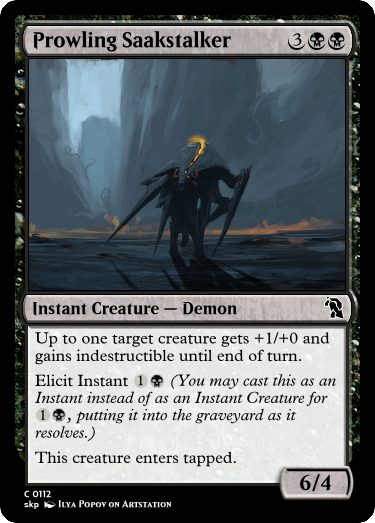 Prowling Saakstalker 3
Instant Creature — Demon
Up to one target creature gets +1/+0 and
gains indestructible until end of turn.
Elicit Instant 1 (You may cast this as an
Instant instead of as an Instant Creature for
1 , putting it into the graveyard as it
resolves.)
This creature enters tapped.
6/4
C 0112
skp Ilya Popov on Artstation